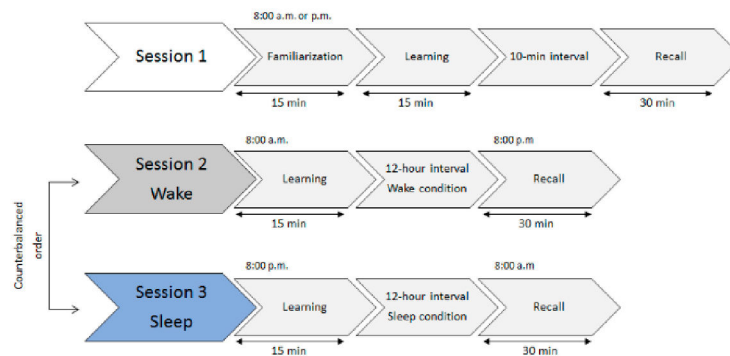 8:00 a.m. or p.m.
Session 1
Familiarization
Learning
10-min interval
Recall
15 min
15 min
30 min
8:00 a.m.
8:00 p.m
Session 2
Wake
Learning
12-hour interval
Wake condition
Recall
15 min
30 min
Counterbalanced
order
8:00 p.m.
8:00 a.m
Session 3
Sleep
Learning
12-hour interval
Sleep condition
Recall
15 min
30 min